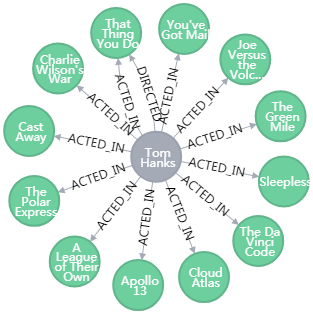 That
Thing
You Do
You've
Got Mail
Joe
Versus
the
Volc...
Charlie
Wilson's
War
ACTED_IN
DIRECTED
ACTED_IN
ACTED_IN
ACTED_IN
The
Green
Mile
Cast
Away
ACTED_IN
ACTED_IN
Tom
Hanks
ACTED_IN
Sleepless
The
Polar
Express
ACTED_IN
ACTED_IN
ACTED_IN
ACTED_IN
ACTED_IN
The Da
Vinci
Code
A
League
of Their
Own
Apollo
13
Cloud
Atlas